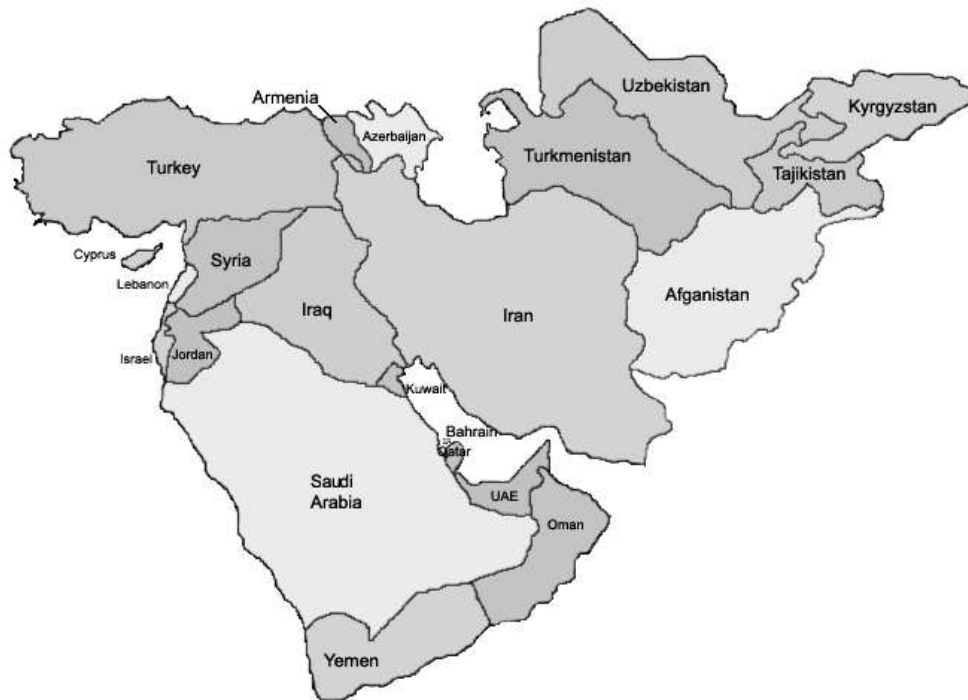 Uzbekistan
Kyrgyzstan
Armenia
Azerbaijan
Turkey
Turkmenistan
Tajikistan
Cyprus
Syria
Lebanon
Afganistan
Iraq
Iran
Israel
Jordan
Kuwait
Bahrain
Qatar
Saudi
Arabia
UAE
Oman
Yemen